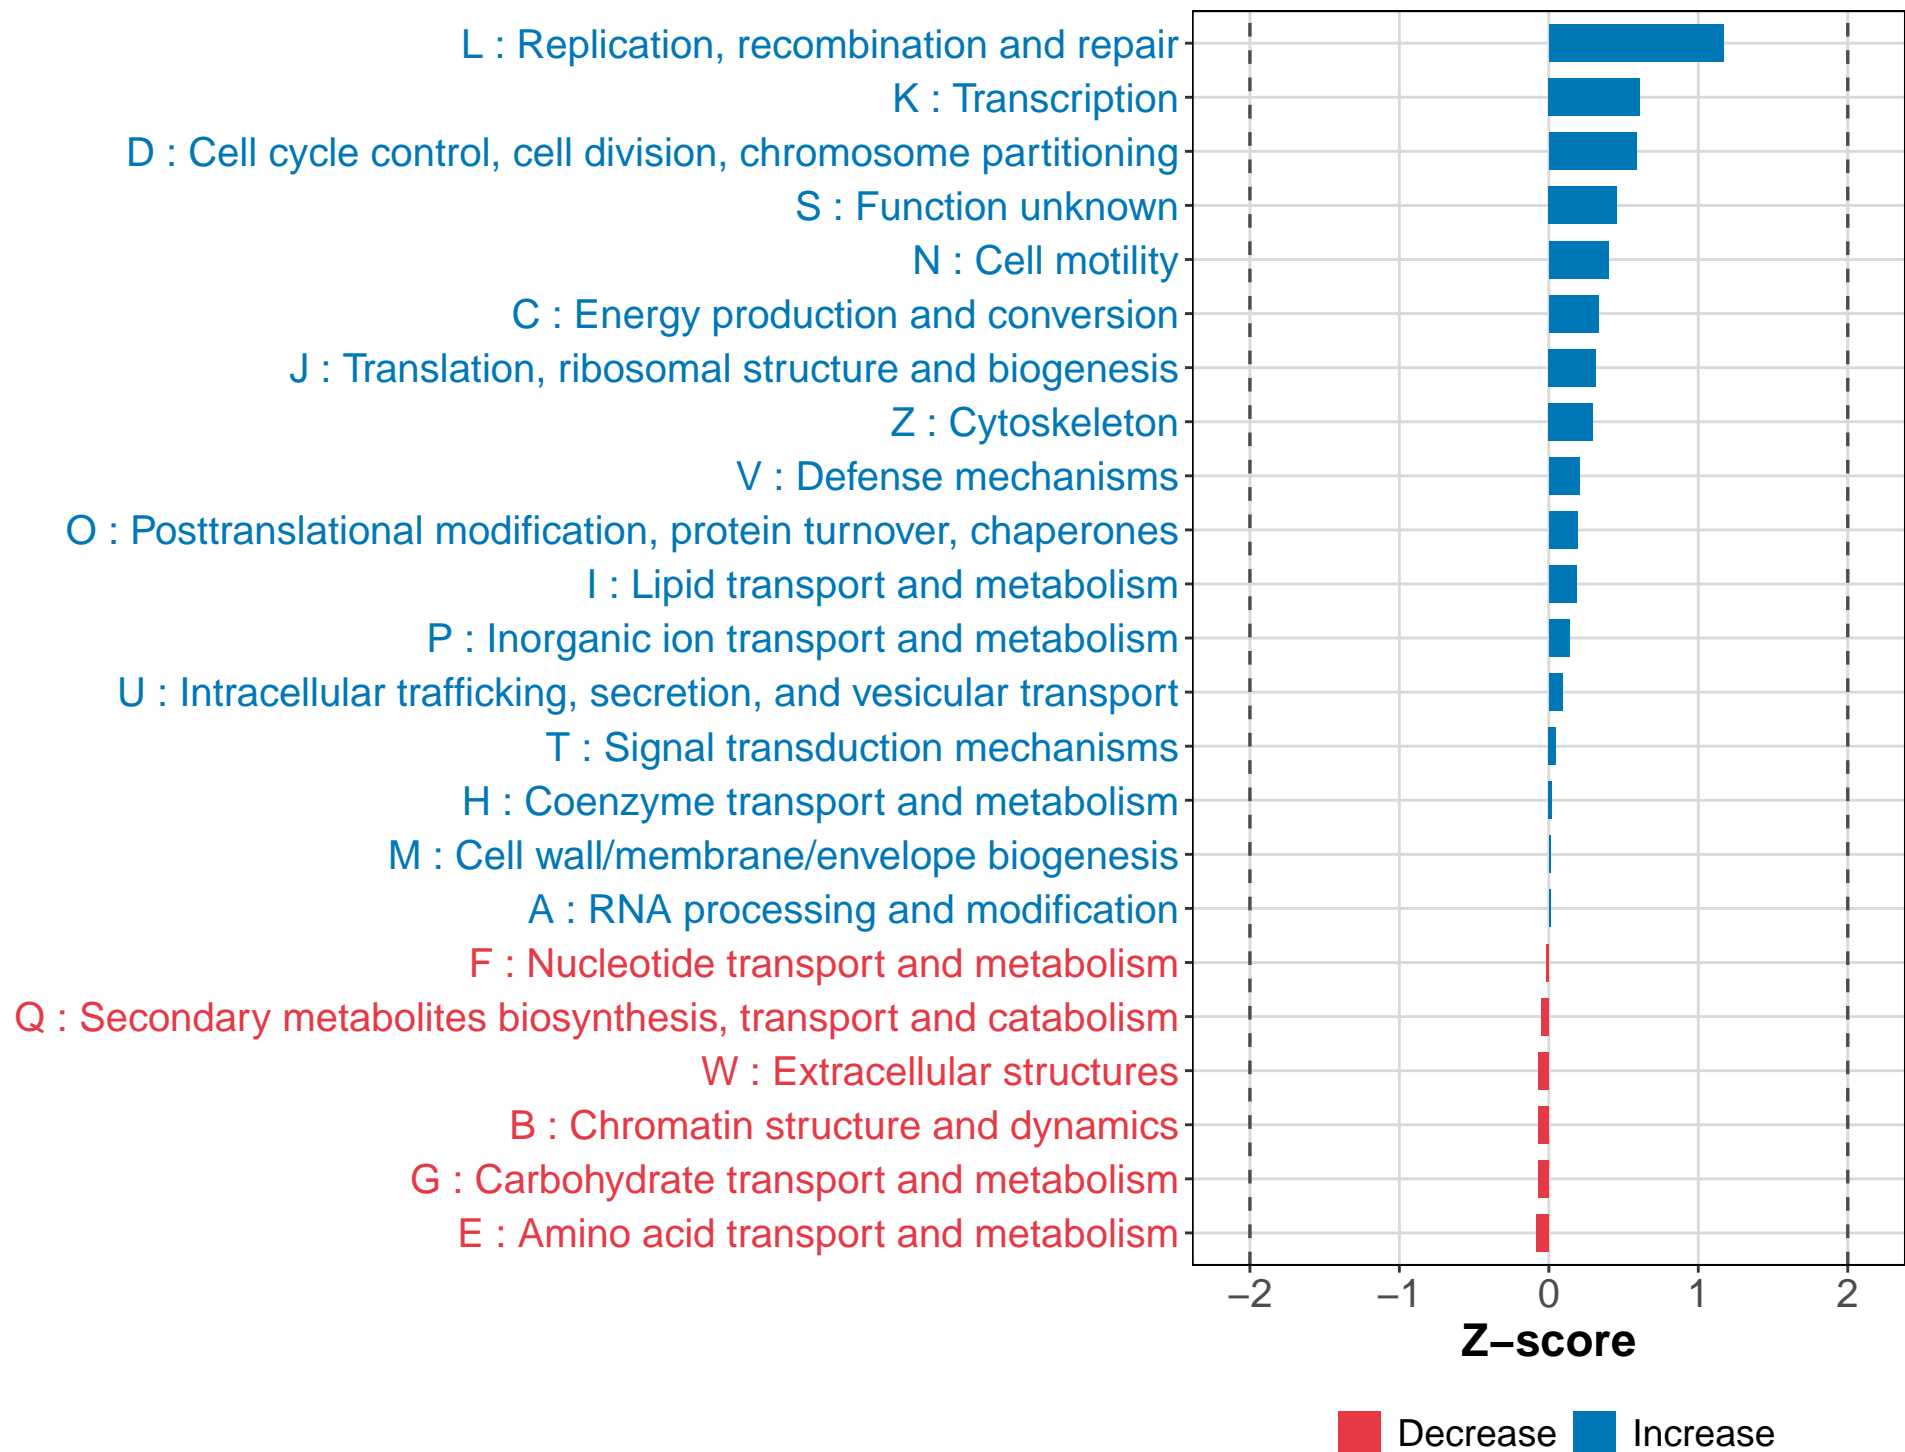 L : Replication, recombination and repair
K : Transcription
D : Cell cycle control, cell division, chromosome partitioning
S : Function unknown
N : Cell motility
C : Energy production and conversion
J : Translation, ribosomal structure and biogenesis
Z : Cytoskeleton
V : Defense mechanisms
O : Posttranslational modification, protein turnover, chaperones
I : Lipid transport and metabolism
P : Inorganic ion transport and metabolism
U : Intracellular trafficking, secretion, and vesicular transport
T : Signal transduction mechanisms
H : Coenzyme transport and metabolism
M : Cell wall/membrane/envelope biogenesis
A : RNA processing and modification
F : Nucleotide transport and metabolism
Q : Secondary metabolites biosynthesis, transport and catabolism
W : Extracellular structures
B : Chromatin structure and dynamics
G : Carbohydrate transport and metabolism
E : Amino acid transport and metabolism
−2 −1 0 1 2
Z−score
Decrease Increase